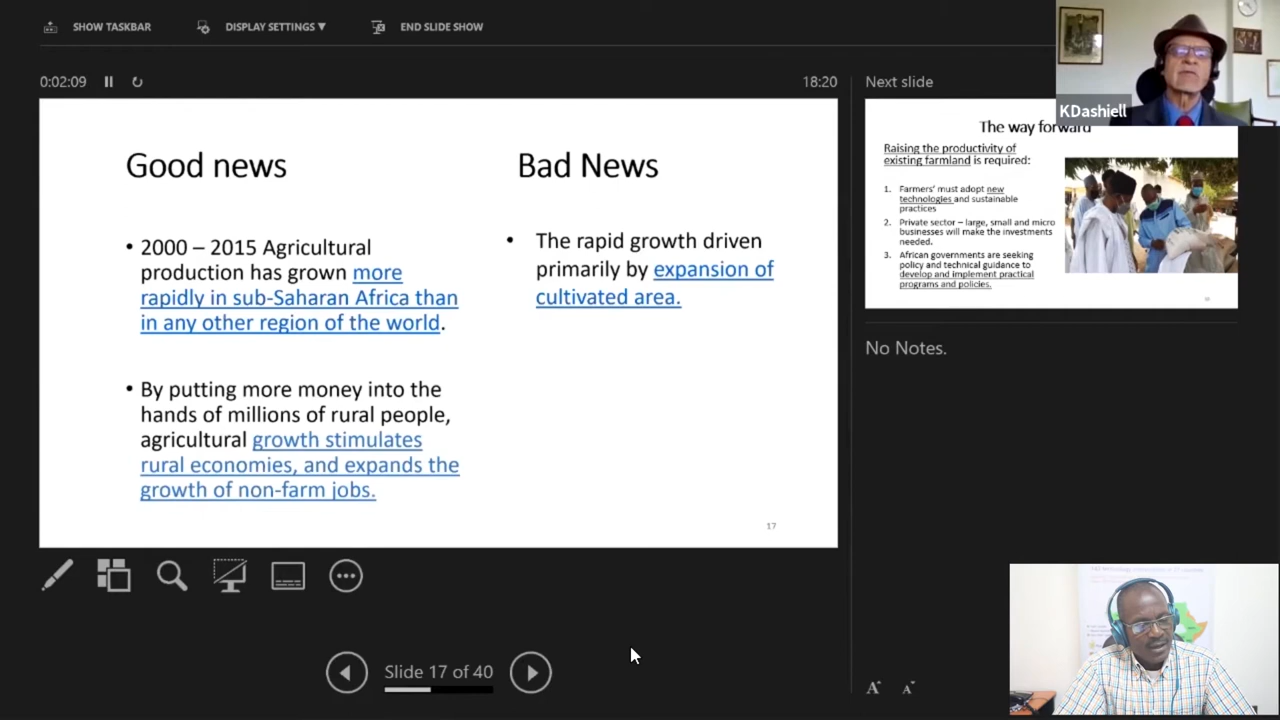 SHOW TASKBAR
DISPLAY SETTINGS ▼
END SLIDE SHOW
0:02:09
18:20
Next slide
KDashiell
Good news
• 2000 – 2015 Agricultural
production has grown more
rapidly in sub-Saharan Africa than
in any other region of the world.
• By putting more money into the
hands of millions of rural people,
agricultural growth stimulates
rural economies, and expands the
growth of non-farm jobs.
Bad News
• The rapid growth driven
primarily by expansion of
cultivated area.
17
The way forward
Raising the productivity of
existing farmland is required:
1. Farmers' must adopt new
technologies and sustainable
practices
2. Private sector – large, small and micro
businesses will make the investments
needed.
3. African governments are seeking
policy and technical guidance to
develop and implement practical
programs and policies.
No Notes.
Slide 17 of 40
A A